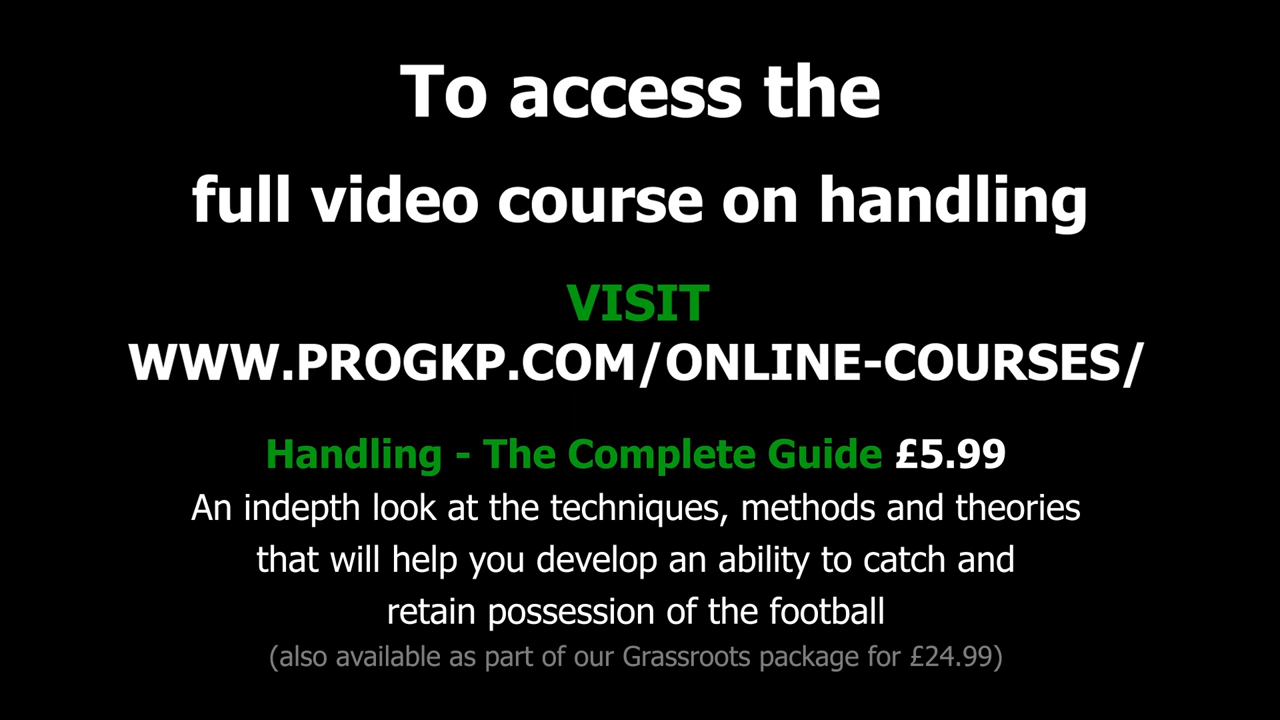 To access the
full video course on handling
VISIT
WWW.PROGKP.COM/ONLINE-COURSES/
Handling - The Complete Guide £5.99
An indepth look at the techniques, methods and theories
that will help you develop an ability to catch and
retain possession of the football
(also available as part of our Grassroots package for £24.99)